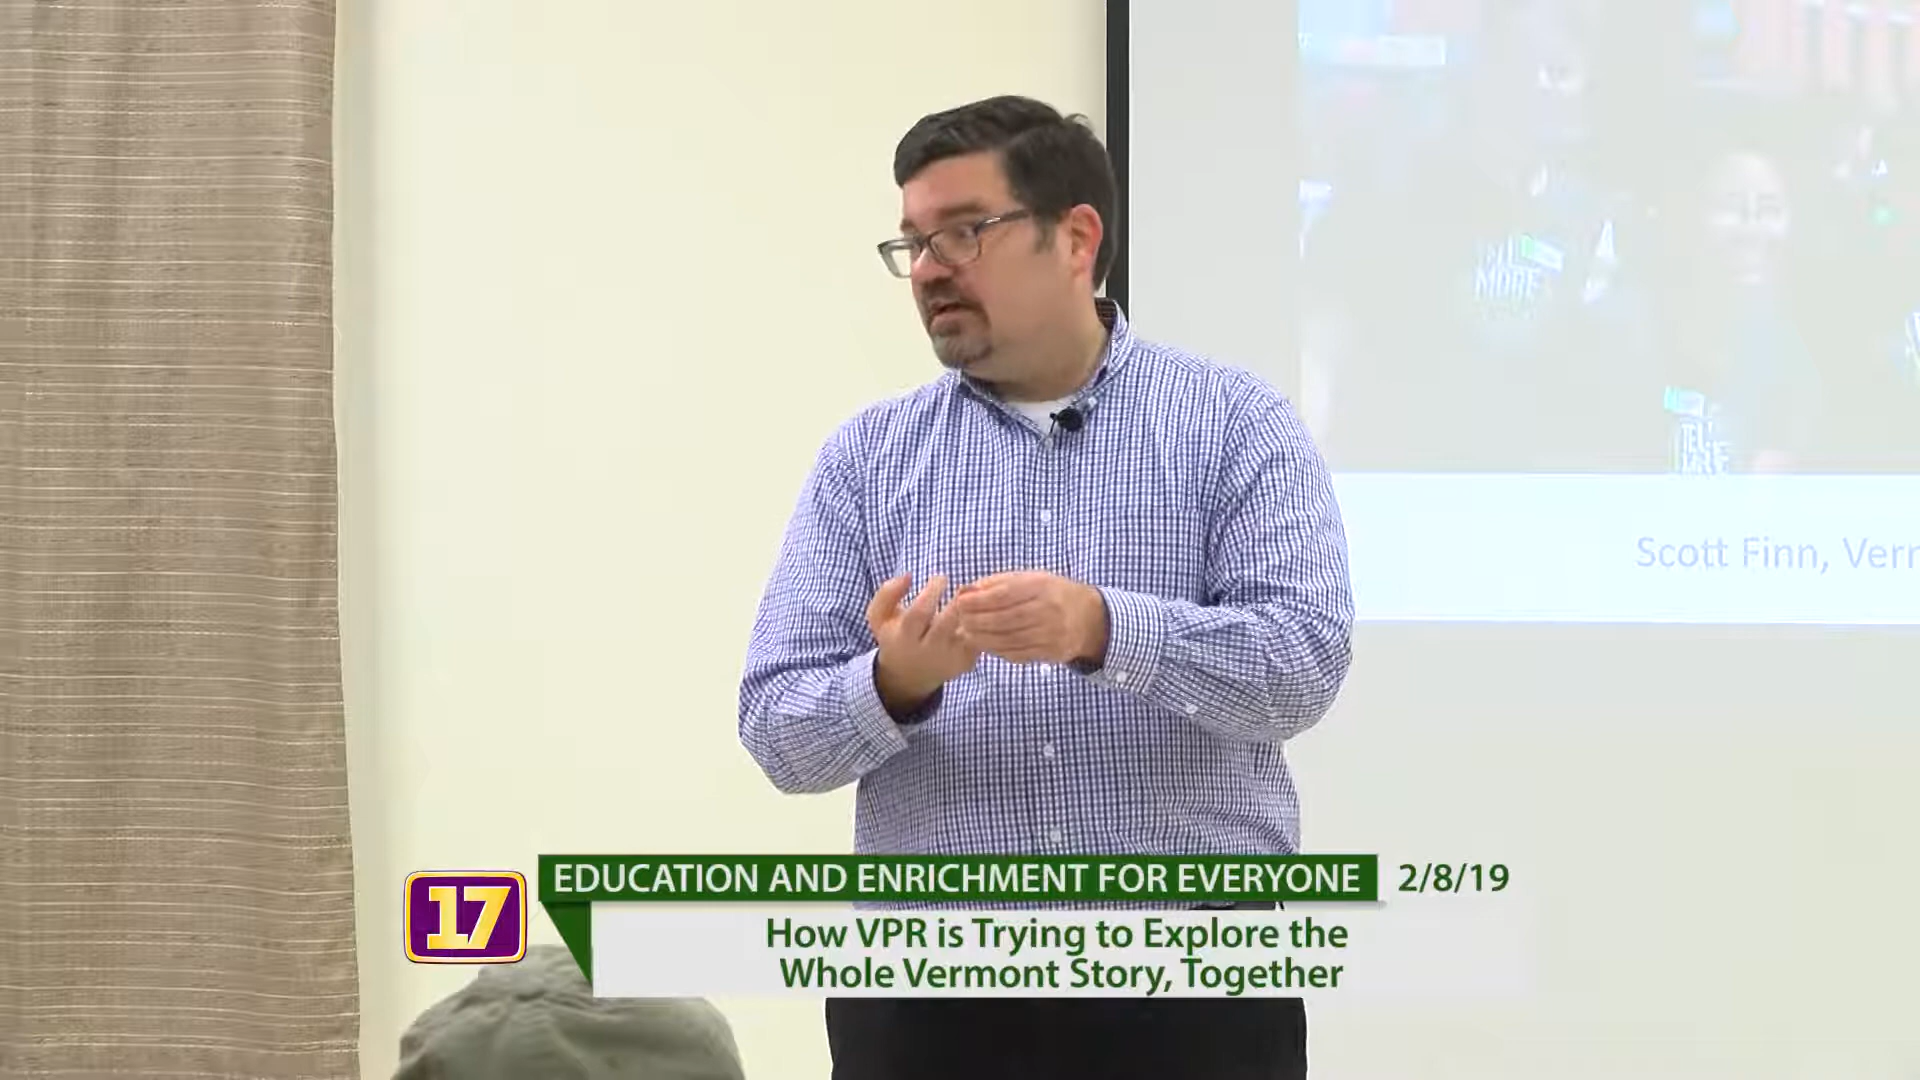 MORE
Scott Finn, Verr
EDUCATION AND ENRICHMENT FOR EVERYONE 2/8/19
17
How VPR is Trying to Explore the
Whole Vermont Story, Together